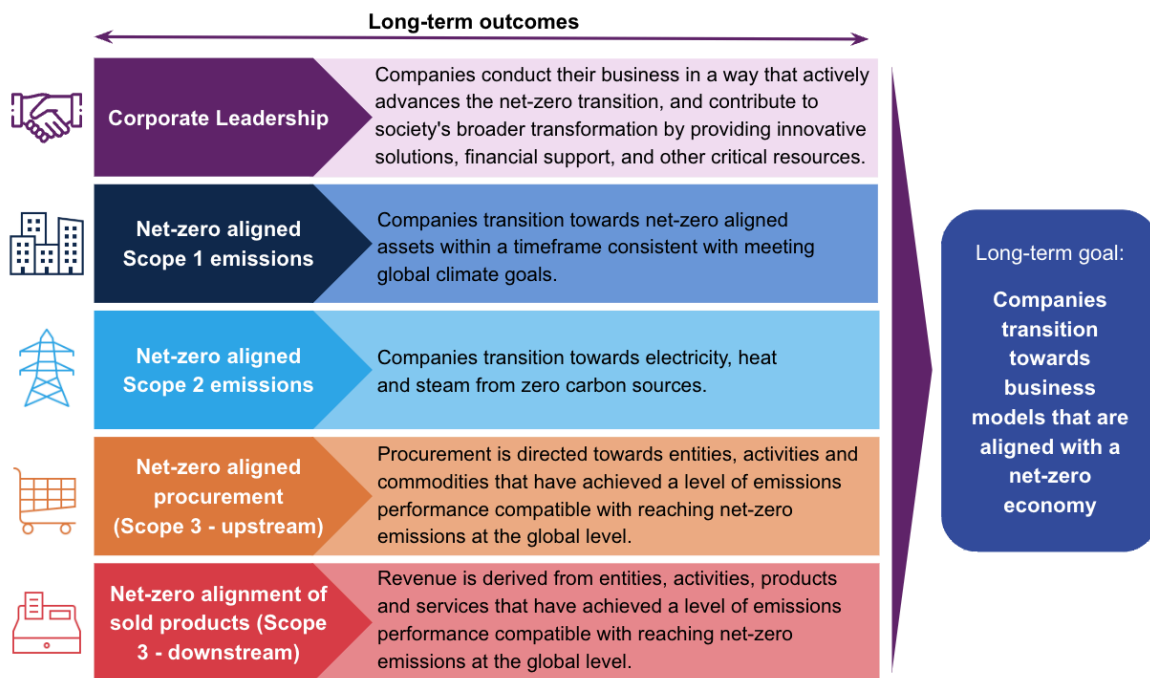 Long-term outcomes
Corporate Leadership
Companies conduct their business in a way that actively
advances the net-zero transition, and contribute to
society's broader transformation by providing innovative
solutions, financial support, and other critical resources.
Net-zero aligned
Scope 1 emissions
Companies transition towards net-zero aligned
assets within a timeframe consistent with meeting
global climate goals.
Net-zero aligned
Scope 2 emissions
Companies transition towards electricity, heat
and steam from zero carbon sources.
Net-zero aligned
procurement
(Scope 3 - upstream)
Procurement is directed towards entities, activities and
commodities that have achieved a level of emissions
performance compatible with reaching net-zero
emissions at the global level.
Net-zero alignment of
sold products (Scope
3 - downstream)
Revenue is derived from entities, activities, products
and services that have achieved a level of emissions
performance compatible with reaching net-zero
emissions at the global level.
Long-term goal:
Companies
transition
towards
business
models that are
aligned with a
net-zero
economy